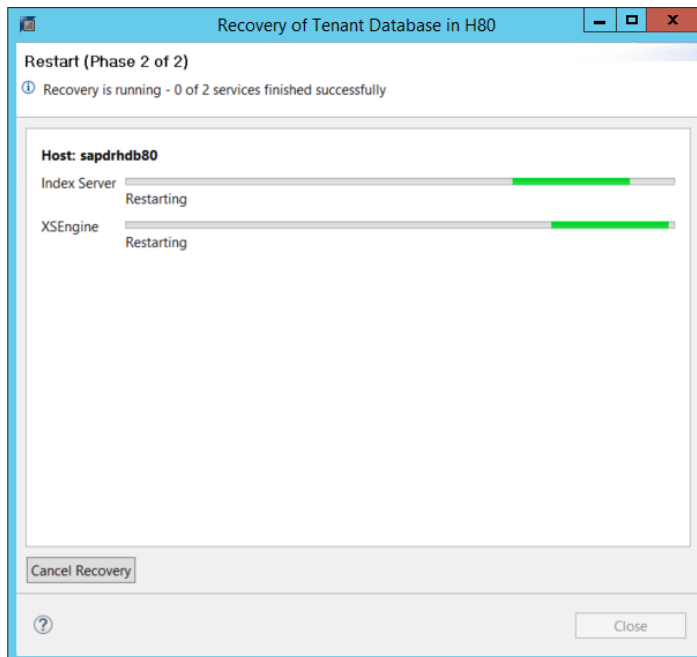 Recovery of Tenant Database in H80
Restart (Phase 2 of 2)
Recovery is running - 0 of 2 services finished successfully
Host: sapdrhdb80
Index Server
Restarting
XSEngine
Restarting
Cancel Recovery
Close